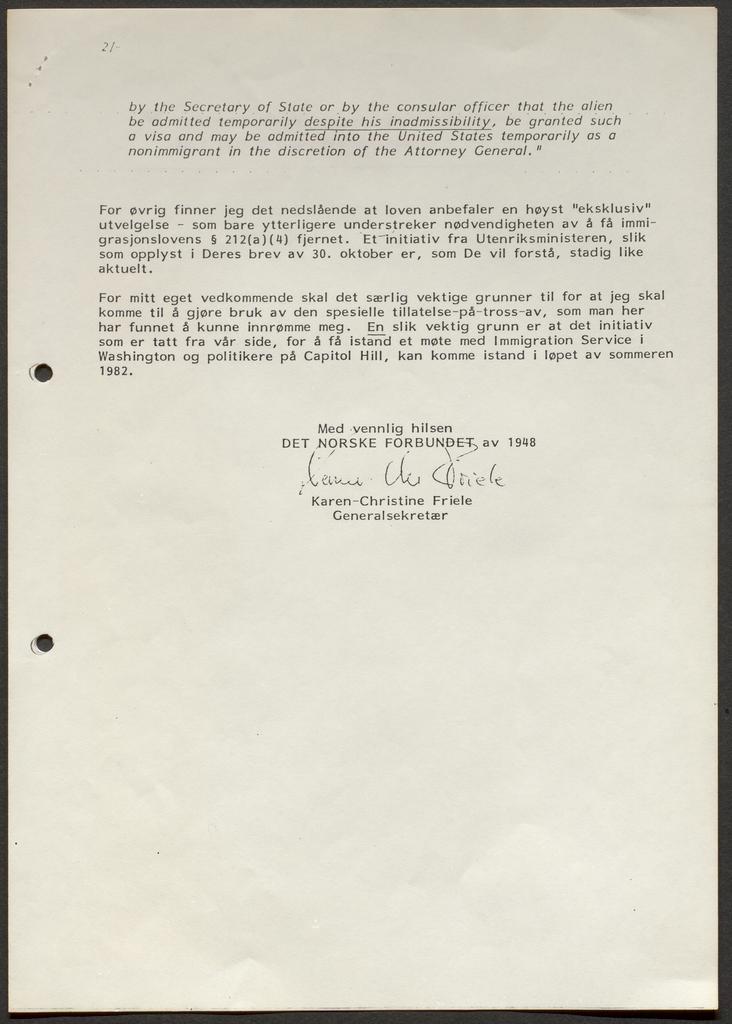 2/-
by the Secretary of State or by the consular officer that the alien
be admitted temporarily despite his inadmissibility, be granted such
a visa and may be admitted into the United States temporarily as a
nonimmigrant in the discretion of the Attorney General."
For øvrig finner jeg det nedslående at loven anbefaler en høyst "eksklusiv"
utvelgelse - som bare ytterligere understreker nødvendigheten av å få immi-
grasjonslovens § 212(a)(4) fjernet. Et initiativ fra Utenriksministeren, slik
som opplyst i Deres brev av 30. oktober er, som De vil forstå, stadig like
aktuelt.
For mitt eget vedkommende skal det særlig vektige grunner til for at jeg skal
komme til å gjøre bruk av den spesielle tillatelse-på-tross-av, som man her
har funnet å kunne innrømme meg. En slik vektig grunn er at det initiativ
som er tatt fra vår side, for å få istand et møte med Immigration Service i
Washington og politikere på Capitol Hill, kan komme istand i løpet av sommeren
1982.
Med vennlig hilsen
DET NORSKE FORBUNDET av 1948
Karen-Chr Friele
Karen-Christine Friele
Generalsekretær